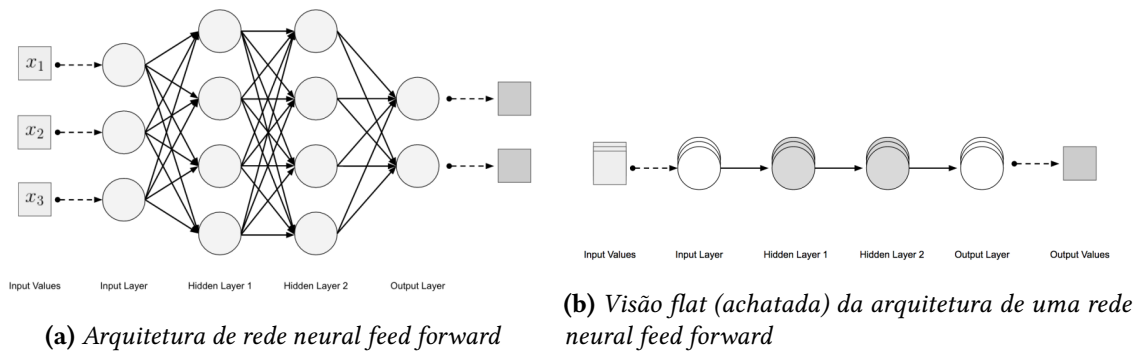 x1
x2
x3
Input Values Input Layer Hidden Layer 1 Hidden Layer 2 Output Layer
(a) Arquitetura de rede neural feed forward
Input Values Input Layer Hidden Layer 1 Hidden Layer 2 Output Layer Output Values
(b) Visão flat (achatada) da arquitetura de uma rede
neural feed forward